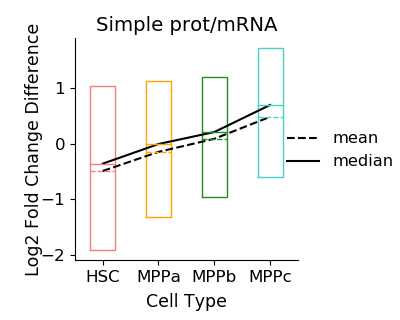 Simple prot/mRNA
Log2 Fold Change Difference
1
0
−1
−2
HSC MPPa MPPb MPPc
Cell Type
mean
median